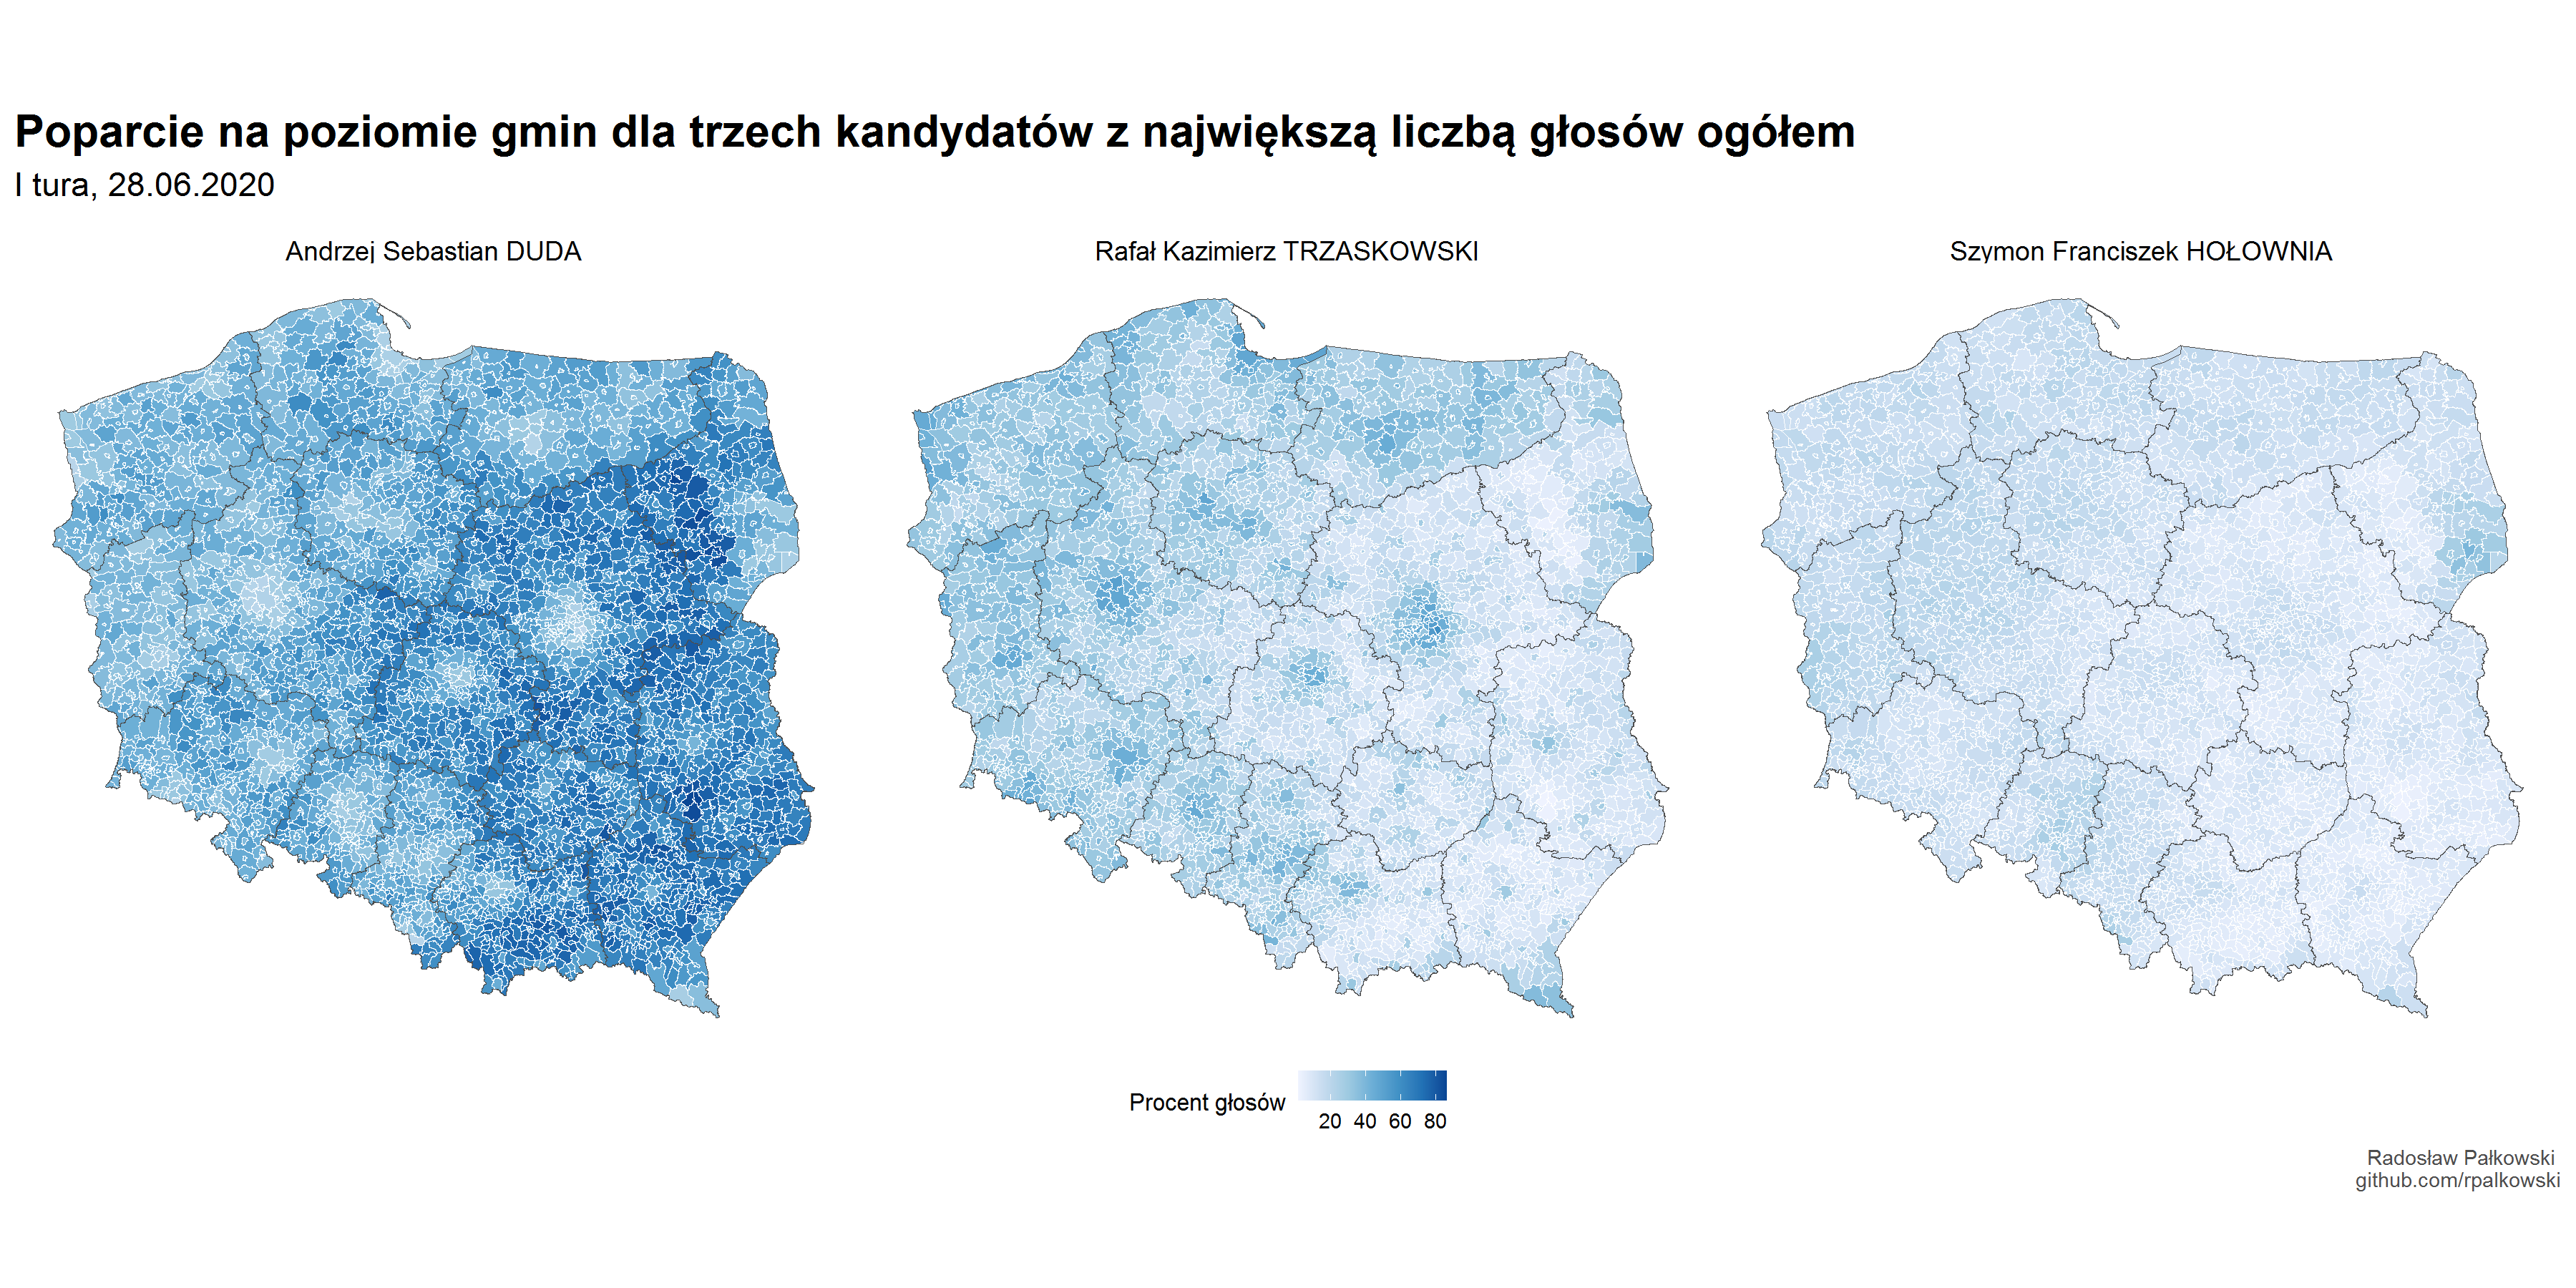 Poparcie na poziomie gmin dla trzech kandydatów z największą liczbą głosów ogółem
I tura, 28.06.2020
Andrzej Sebastian DUDA
Rafał Kazimierz TRZASKOWSKI
Szymon Franciszek HOŁOWNIA
Procent głosów
20 40 60 80
Radosław Pałkowski
github.com/rpalkowski